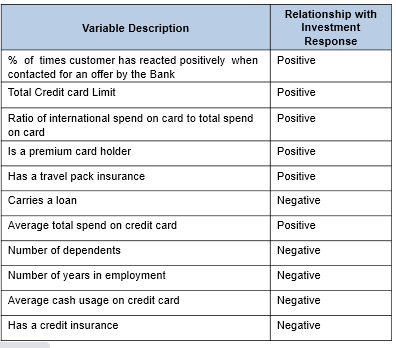 Variable Description
Relationship with
Investment
Response
% of times customer has reacted positively when
contacted for an offer by the Bank
Positive
Total Credit card Limit
Positive
Ratio of international spend on card to total spend
on card
Positive
Is a premium card holder
Positive
Has a travel pack insurance
Positive
Carries a loan
Negative
Average total spend on credit card
Positive
Number of dependents
Negative
Number of years in employment
Negative
Average cash usage on credit card
Negative
Has a credit insurance
Negative